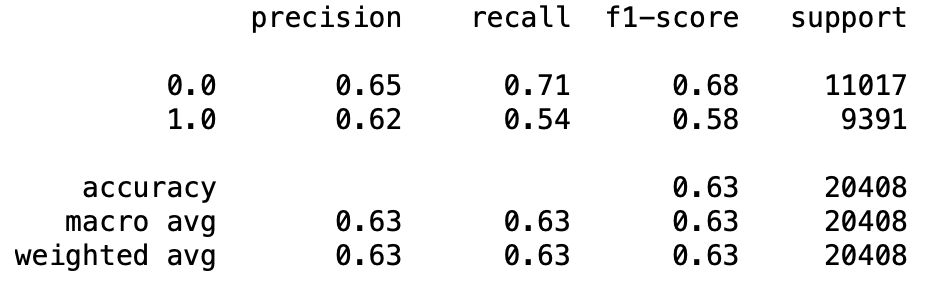 precision recall f1-score support
0.0 0.65 0.71 0.68 11017
1.0 0.62 0.54 0.58 9391
accuracy 0.63 20408
macro avg 0.63 0.63 0.63 20408
weighted avg 0.63 0.63 0.63 20408